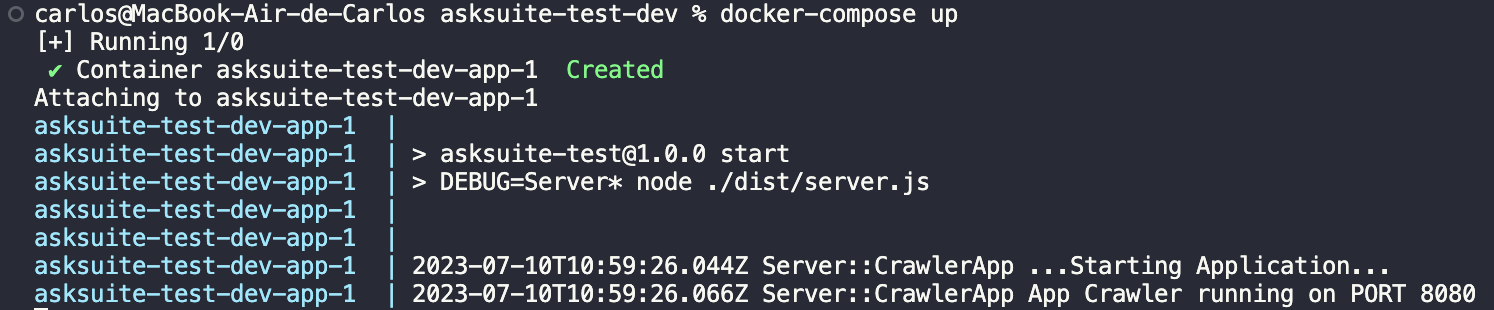 carlos@MacBook-Air-de-Carlos asksuite-test-dev % docker-compose up
[+] Running 1/0
✔ Container asksuite-test-dev-app-1  Created
Attaching to asksuite-test-dev-app-1
asksuite-test-dev-app-1  |
asksuite-test-dev-app-1  | > asksuite-test@1.0.0 start
asksuite-test-dev-app-1  | > DEBUG=Server* node ./dist/server.js
asksuite-test-dev-app-1  |
asksuite-test-dev-app-1  |
asksuite-test-dev-app-1  | 2023-07-10T10:59:26.044Z Server::CrawlerApp ...Starting Application...
asksuite-test-dev-app-1  | 2023-07-10T10:59:26.066Z Server::CrawlerApp App Crawler running on PORT 8080